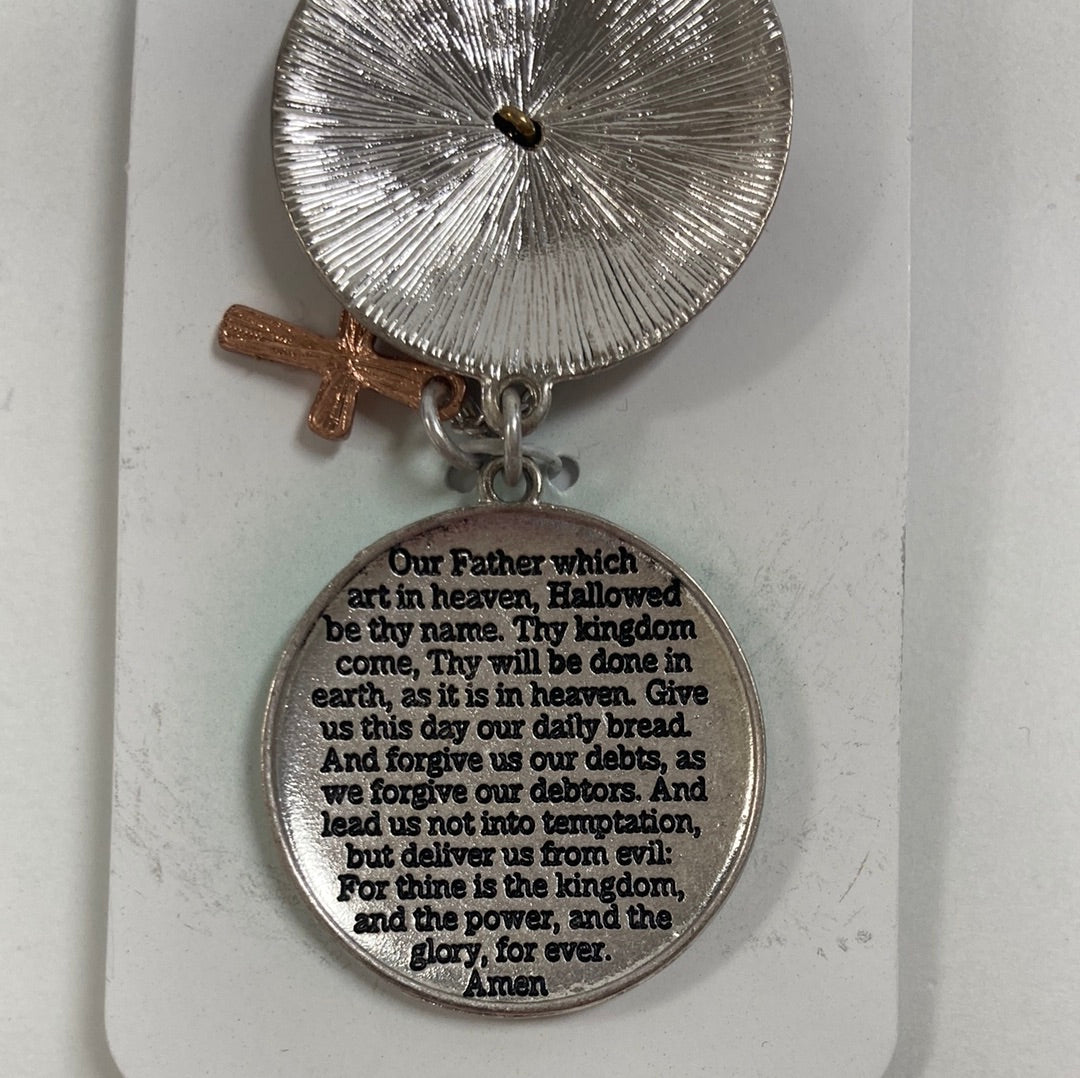 Our Father which
art in heaven, Hallowed
be thy name. Thy kingdom
come, Thy will be done in
earth, as it is in heaven. Give
us this day our daily bread.
And forgive us our debts, as
we forgive our debtors. And
lead us not into temptation,
but deliver us from evil:
For thine is the kingdom,
and the power, and the
glory, for ever.
Amen